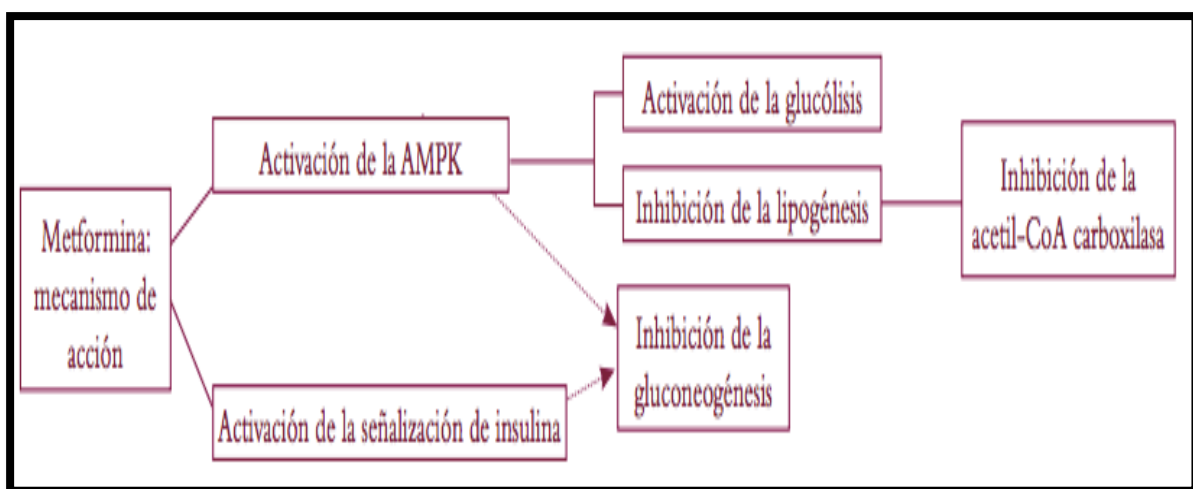 Metformina:
mecanismo de
acción
Activación de la AMPK
Activación de la señalización de insulina
Activación de la glucólisis
Inhibición de la lipogénesis
Inhibición de la
gluconeogénesis
Inhibición de la
acetil-CoA carboxilasa